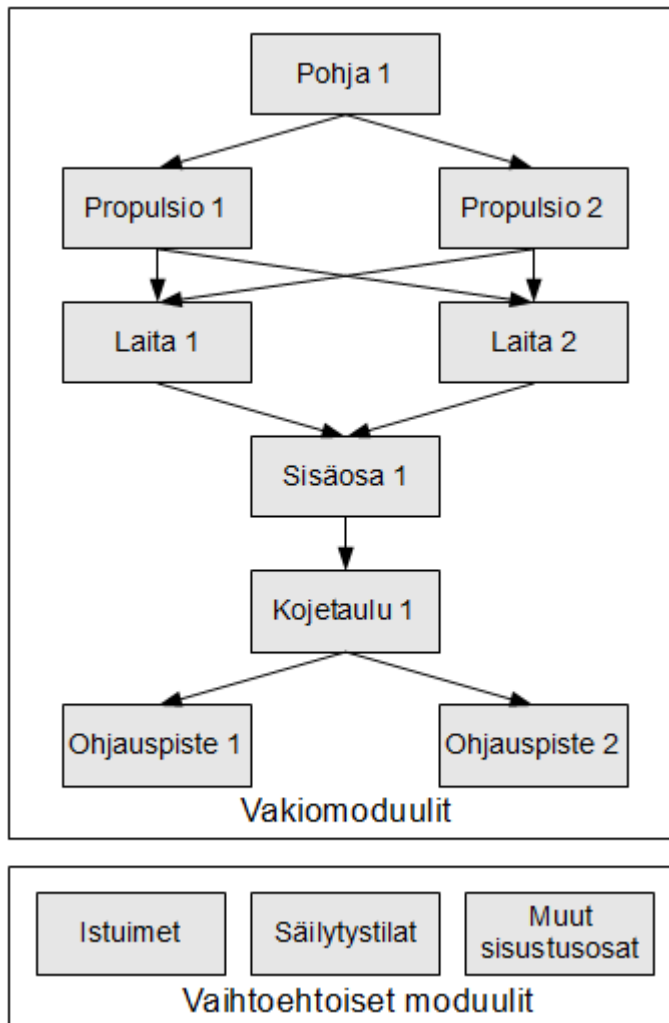 Pohja 1
Propulsio 1
Propulsio 2
Laita 1
Laita 2
Sisäosa 1
Kojetaulu 1
Ohjauspiste 1
Ohjauspiste 2
Vakiomoduulit
Istuimet
Säilytystilat
Muut
sisustusosat
Vaihtoehtoiset moduulit